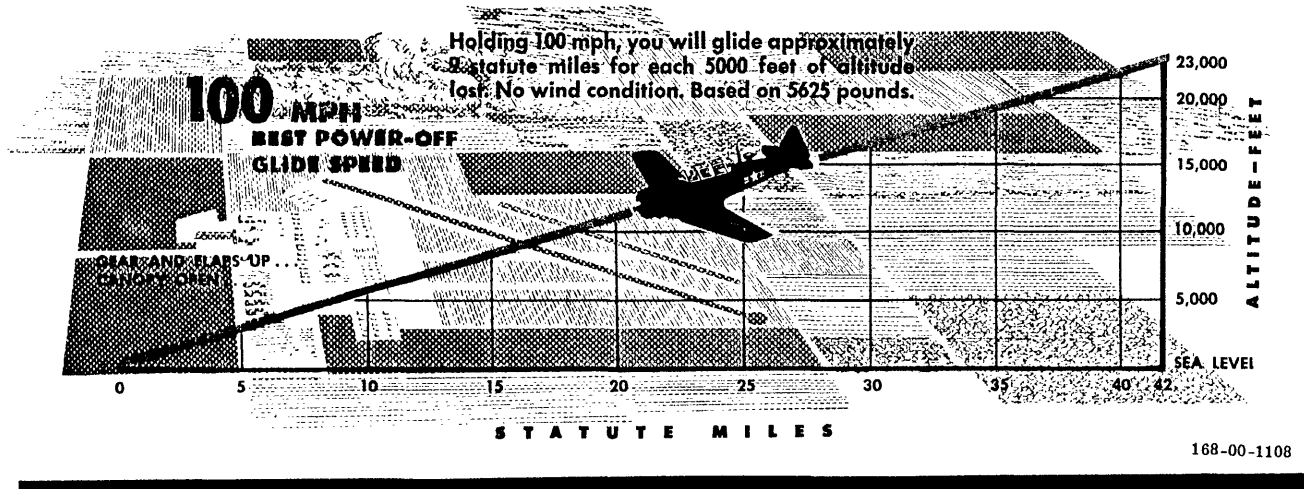 Holding 100 mph, you will glide approximately
9 statute miles for each 5000 feet of altitude
lost. No wind condition. Based on 5625 pounds.
100 MPH
BEST POWER-OFF
GLIDE SPEED
GEAR AND FLAPS UP...
CANOPY OPEN
23,000
20,000
15,000
10,000
5,000
SEA LEVEL
ALTITUDE-FEET
0 5 10 15 20 25 30 35 40 42
STATUTE MILES
168-00-1108